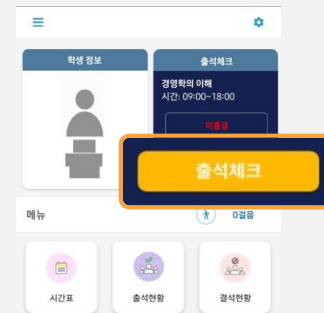 학생 정보
출석체크
경영학의 이해
시간: 09:00~18:00
미출결
출석체크
메뉴
0걸음
시간표
출석현황
결석현황